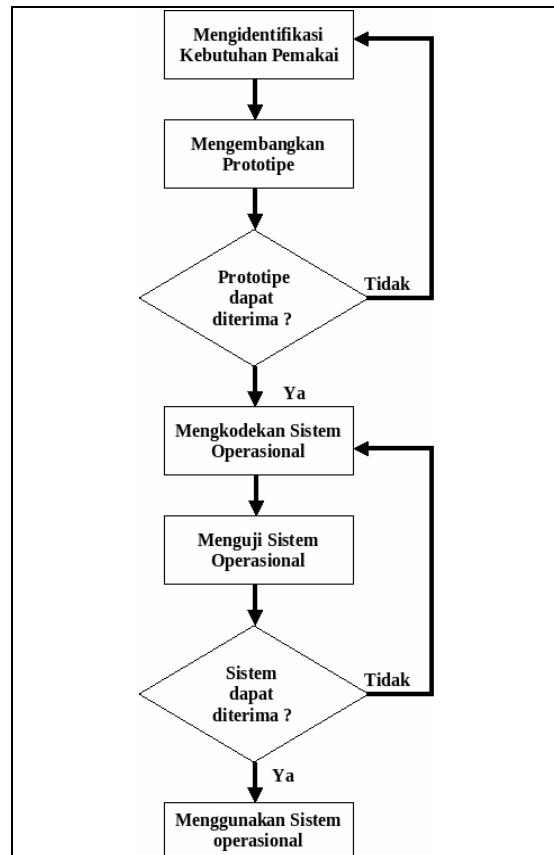 Mengidentifikasi
Kebutuhan Pemakai
Mengembangkan
Prototipe
Prototipe
dapat
diterima ?
Tidak
Ya
Mengkodekan Sistem
Operasional
Menguji Sistem
Operasional
Sistem
dapat
diterima ?
Tidak
Ya
Menggunakan Sistem
operasional